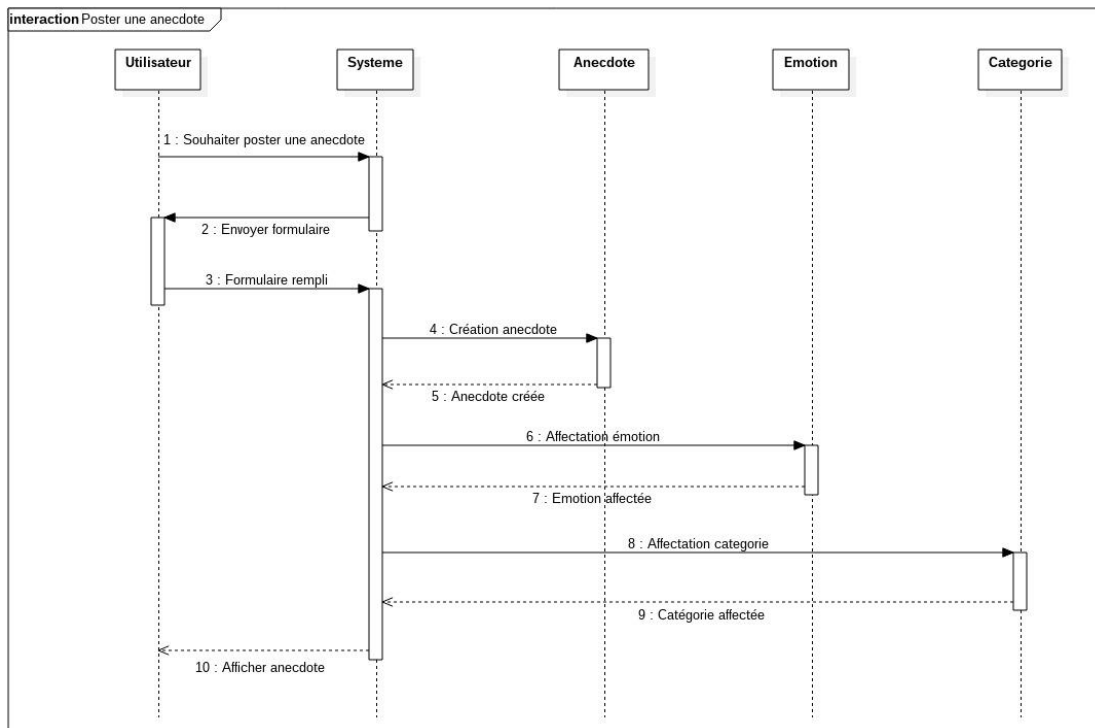 interaction Poster une anecdote
Utilisateur
Systeme
Anecdote
Emotion
Categorie
1 : Souhaiter poster une anecdote
2 : Envoyer formulaire
3 : Formulaire rempli
4 : Création anecdote
5 : Anecdote créée
6 : Affectation émotion
7 : Emotion affectée
8 : Affectation categorie
9 : Catégorie affectée
10 : Afficher anecdote